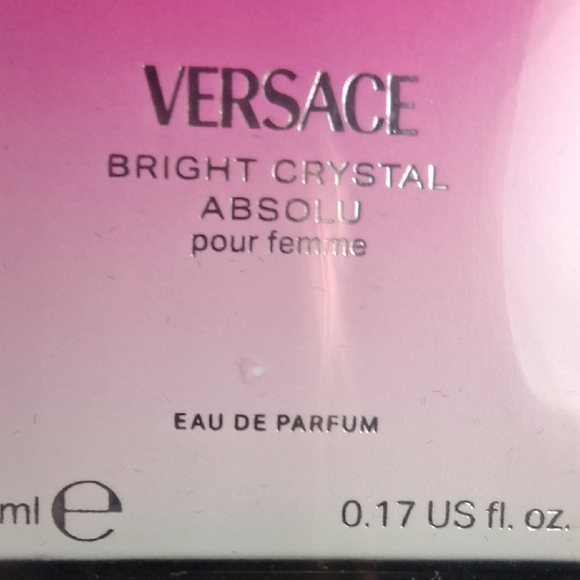 VERSACE
BRIGHT CRYSTAL
ABSOLU
pour femme
EAU DE PARFUM
ml e 0.17 US fl. oz.